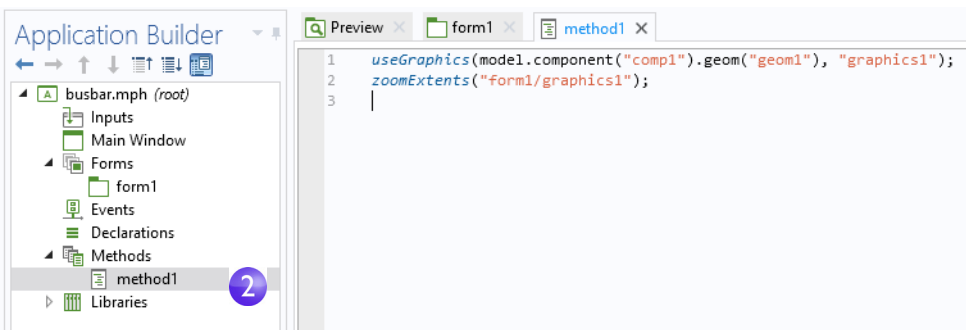 Application Builder
busbar.mph (root)
Inputs
Main Window
Forms
form1
Events
Declarations
Methods
method1
2
Libraries
Preview
form1
method1
1 useGraphics(model.component("comp1").geom("geom1"), "graphics1");
2 zoomExtents("form1/graphics1");
3